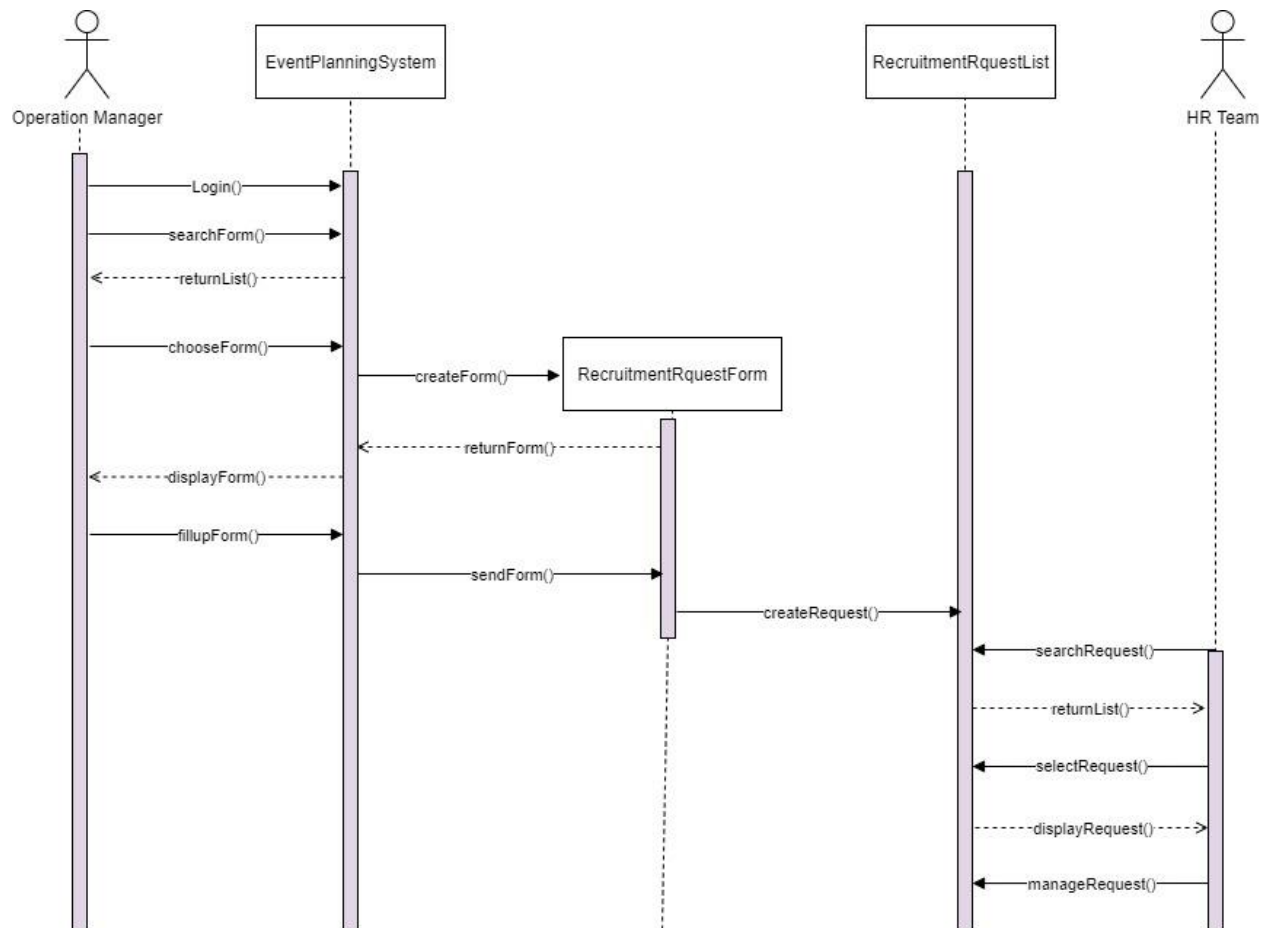 EventPlanningSystem
RecruitmentRquestList
Operation Manager
HR Team
Login()
searchForm()
returnList()
chooseForm()
createForm()
RecruitmentRquestForm
returnForm()
displayForm()
fillupForm()
sendForm()
createRequest()
searchRequest()
returnList()
selectRequest()
displayRequest()
manageRequest()